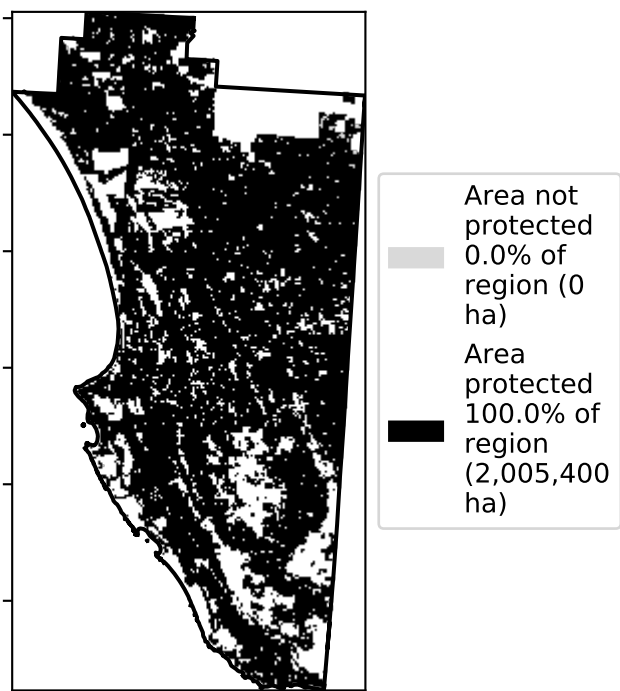 Area not
protected
0.0% of
region (0
ha)
Area
protected
100.0% of
region
(2,005,400
ha)